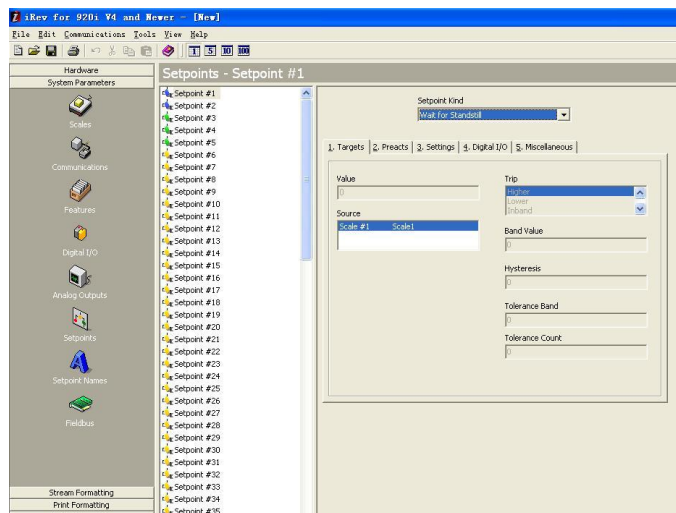 iRev for 920i V4 and Newer - [New]
File Edit Communications Tools View Help
1 5 10 100
Hardware
System Parameters
Scales
Communications
Features
Digital I/O
Analog Outputs
Setpoints
Setpoint Names
Fieldbus
Stream Formatting
Print Formatting
Setpoints - Setpoint #1
Setpoint #1
Setpoint #2
Setpoint #3
Setpoint #4
Setpoint #5
Setpoint #6
Setpoint #7
Setpoint #8
Setpoint #9
Setpoint #10
Setpoint #11
Setpoint #12
Setpoint #13
Setpoint #14
Setpoint #15
Setpoint #16
Setpoint #17
Setpoint #18
Setpoint #19
Setpoint #20
Setpoint #21
Setpoint #22
Setpoint #23
Setpoint #24
Setpoint #25
Setpoint #26
Setpoint #27
Setpoint #28
Setpoint #29
Setpoint #30
Setpoint #31
Setpoint #32
Setpoint #33
Setpoint #34
Setpoint #35
Setpoint Kind
Wait for Standstill
1. Targets 2. Preacts 3. Settings 4. Digital I/O 5. Miscellaneous
Value
0
Source
Scale #1 Scale1
Trip
Higher
Lower
Inband
Band Value
0
Hysteresis
0
Tolerance Band
0
Tolerance Count
0